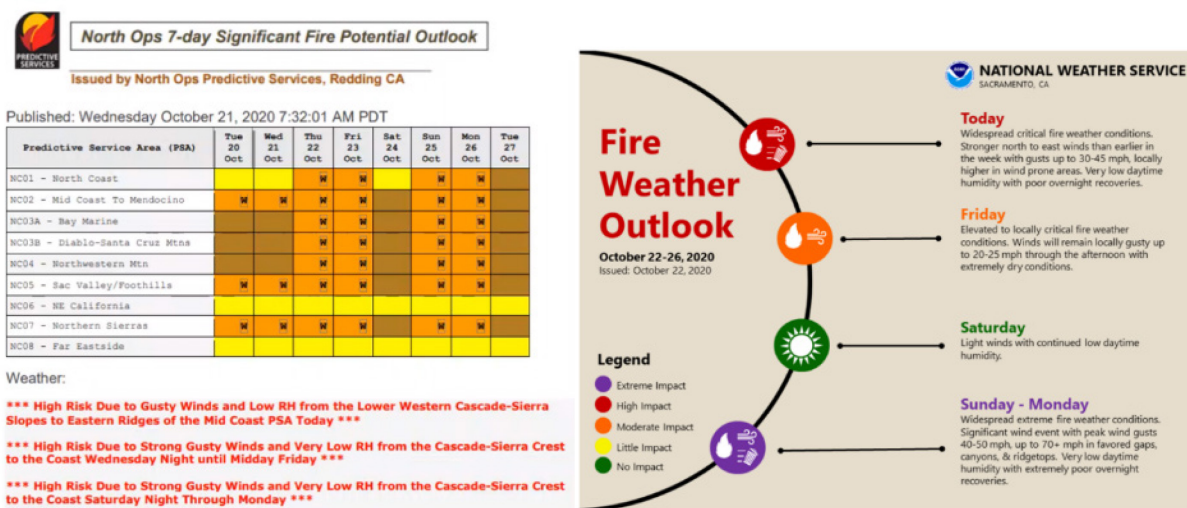 PREDICTIVE
SERVICES
North Ops 7-day Significant Fire Potential Outlook
Issued by North Ops Predictive Services, Redding CA
Published: Wednesday October 21, 2020 7:32:01 AM PDT
Predictive Service Area (PSA) Tue 20 Oct Wed 21 Oct Thu 22 Oct Fri 23 Oct Sat 24 Oct Sun 25 Oct Mon 26 Oct Tue 27 Oct
NC01 - North Coast W W W W
NC02 - Mid Coast To Mendocino W W W W W W
NC03A - Bay Marine W W W W
NC03B - Diablo-Santa Cruz Mtns W W W W
NC04 - Northwestern Mtn W W W W
NC05 - Sac Valley/Foothills W W W W W W
NC06 - NE California
NC07 - Northern Sierras W W W W W W
NC08 - Far Eastside
Weather:
*** High Risk Due to Gusty Winds and Low RH from the Lower Western Cascade-Sierra
Slopes to Eastern Ridges of the Mid Coast PSA Today ***
*** High Risk Due to Strong Gusty Winds and Very Low RH from the Cascade-Sierra Crest
to the Coast Wednesday Night until Midday Friday ***
*** High Risk Due to Strong Gusty Winds and Very Low RH from the Cascade-Sierra Crest
to the Coast Saturday Night Through Monday ***
NATIONAL WEATHER SERVICE
SACRAMENTO, CA
Fire
Weather
Outlook
October 22-26, 2020
Issued: October 22, 2020
Legend
Extreme Impact
High Impact
Moderate Impact
Little Impact
No Impact
Today
Widespread critical fire weather conditions.
Stronger north to east winds than earlier in
the week with gusts up to 30-45 mph, locally
higher in wind prone areas. Very low daytime
humidity with poor overnight recoveries.
Friday
Elevated to locally critical fire weather
conditions. Winds will remain locally gusty up
to 20-25 mph through the afternoon with
extremely dry conditions.
Saturday
Light winds with continued low daytime
humidity.
Sunday - Monday
Widespread extreme fire weather conditions.
Significant wind event with peak wind gusts
40-50 mph, up to 70+ mph in favored gaps,
canyons, & ridgetops. Very low daytime
humidity with extremely poor overnight
recoveries.